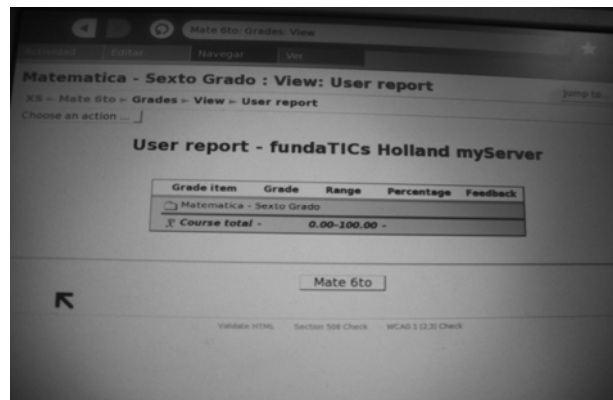 Mate 6to: Grades: View
Actividad Editar Navegar Ver
Matematica - Sexto Grado : View: User report
Jump to...
XS ► Mate 6to ► Grades ► View ► User report
Choose an action ...
User report - fundaTICs Holland myServer
Grade item Grade Range Percentage Feedback
Matematica - Sexto Grado
x̄ Course total - 0.00-100.00 -
Mate 6to
Validate HTML Section 508 Check WCAG 1 (2,3) Check